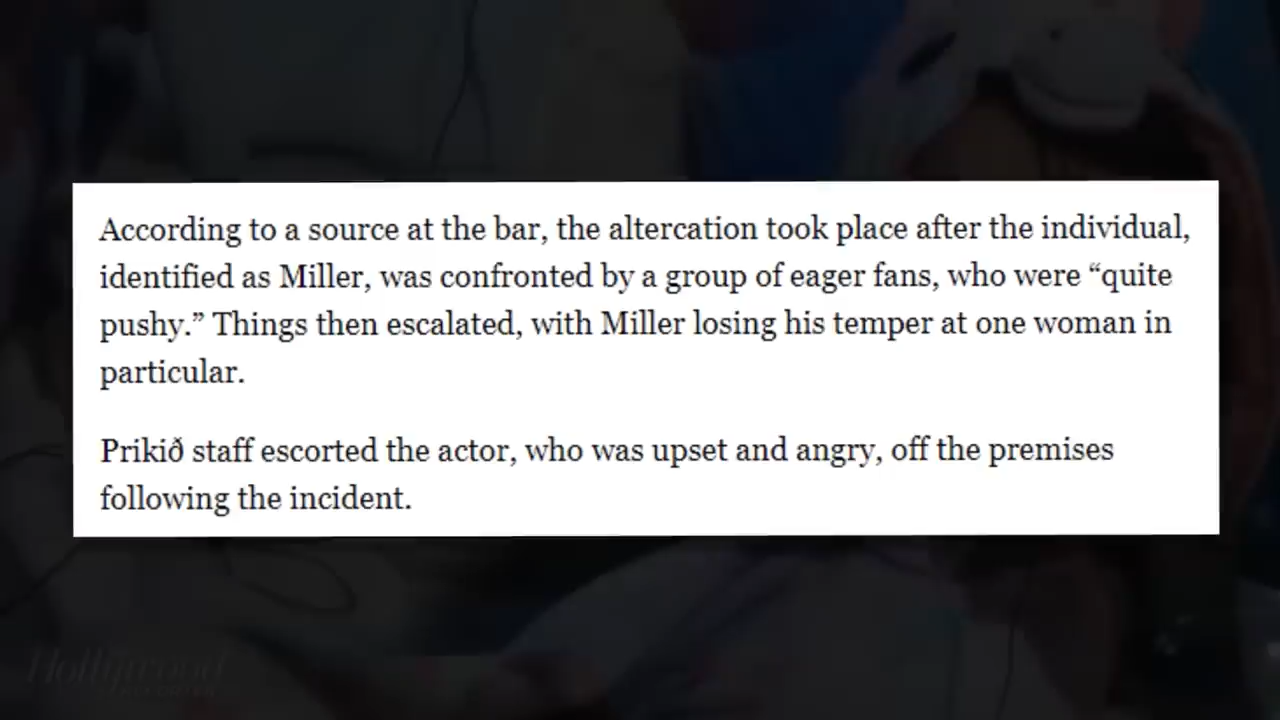 According to a source at the bar, the altercation took place after the individual,
identified as Miller, was confronted by a group of eager fans, who were “quite
pushy.” Things then escalated, with Miller losing his temper at one woman in
particular.
Prikið staff escorted the actor, who was upset and angry, off the premises
following the incident.
Hollywood
REPORTER